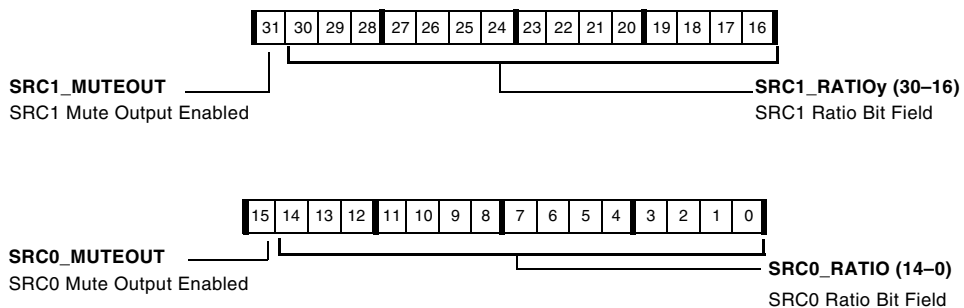 31 30 29 28 27 26 25 24 23 22 21 20 19 18 17 16
SRC1_MUTEOUT
SRC1 Mute Output Enabled
SRC1_RATIOy (30–16)
SRC1 Ratio Bit Field
15 14 13 12 11 10 9 8 7 6 5 4 3 2 1 0
SRC0_MUTEOUT
SRC0 Mute Output Enabled
SRC0_RATIO (14–0)
SRC0 Ratio Bit Field